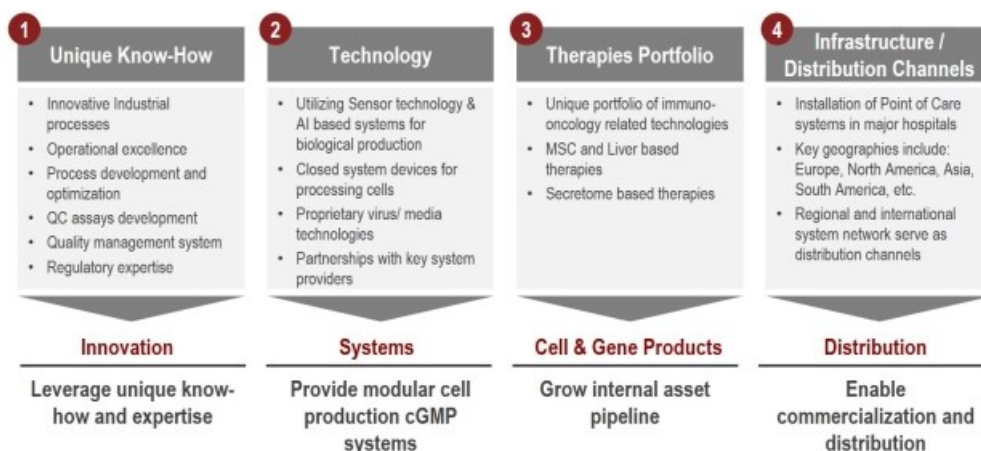 1
Unique Know-How
• Innovative Industrial
processes
• Operational excellence
• Process development and
optimization
• QC assays development
• Quality management system
• Regulatory expertise
Innovation
Leverage unique know-
how and expertise
2
Technology
• Utilizing Sensor technology &
AI based systems for
biological production
• Closed system devices for
processing cells
• Proprietary virus/ media
technologies
• Partnerships with key system
providers
Systems
Provide modular cell
production cGMP
systems
3
Therapies Portfolio
• Unique portfolio of immuno-
oncology related technologies
• MSC and Liver based
therapies
• Secretome based therapies
Cell & Gene Products
Grow internal asset
pipeline
4
Infrastructure /
Distribution Channels
• Installation of Point of Care
systems in major hospitals
• Key geographies include:
Europe, North America, Asia,
South America, etc.
• Regional and international
system network serve as
distribution channels
Distribution
Enable
commercialization and
distribution